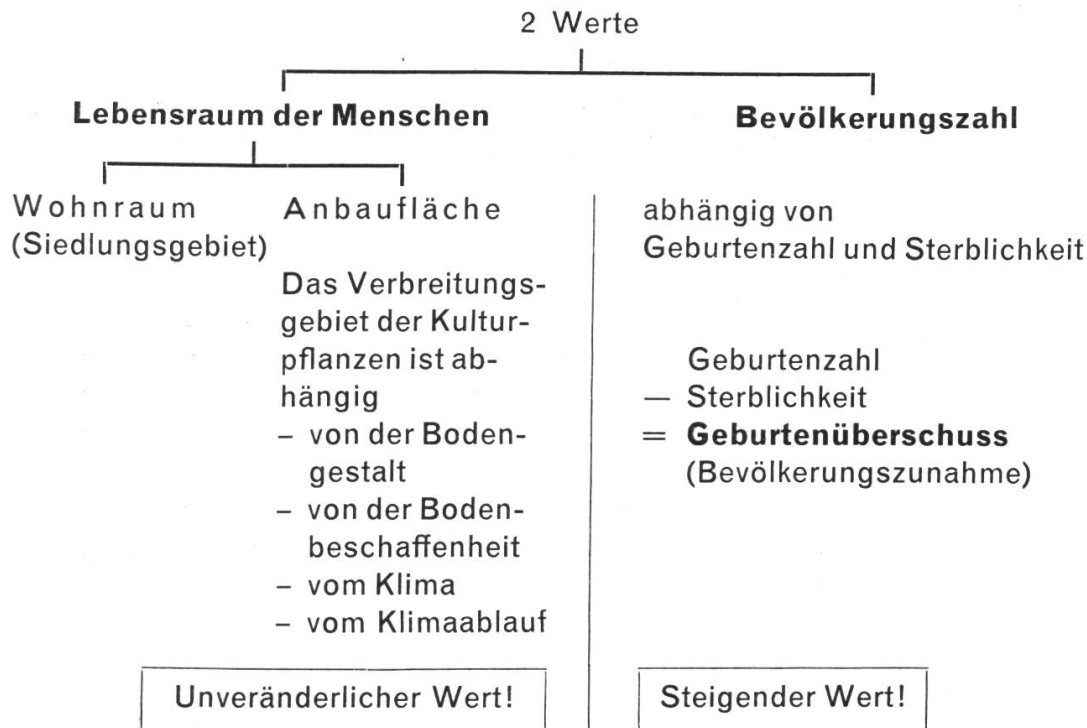 2 Werte
Lebensraum der Menschen
Wohnraum
(Siedlungsgebiet)
Anbaufläche
Das Verbreitungs-
gebiet der Kultur-
pflanzen ist ab-
hängig
– von der Boden-
gestalt
– von der Boden-
beschaffenheit
– vom Klima
– vom Klimaablauf
Unveränderlicher Wert!
Bevölkerungszahl
abhängig von
Geburtenzahl und Sterblichkeit
Geburtenzahl
— Sterblichkeit
= Geburtenüberschuss
(Bevölkerungszunahme)
Steigender Wert!